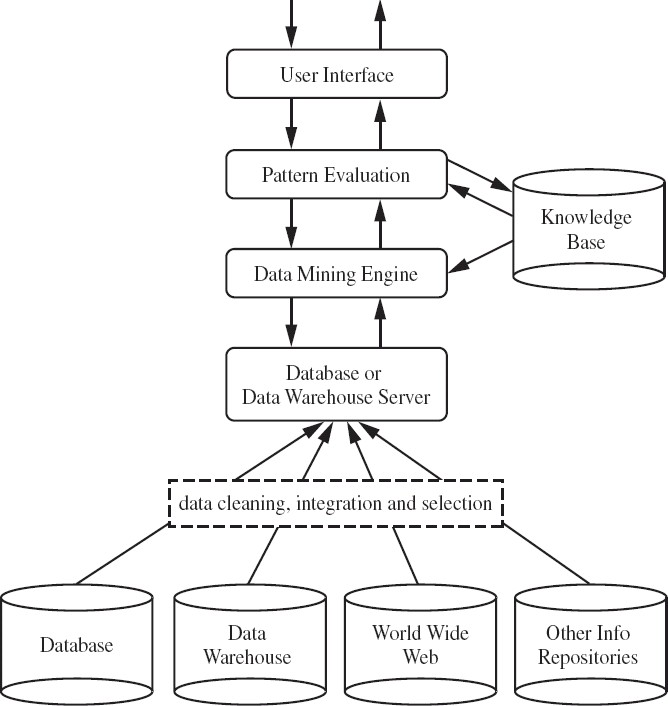 User Interface
Pattern Evaluation
Knowledge
Base
Data Mining Engine
Database or
Data Warehouse Server
data cleaning, integration and selection
Database
Data
Warehouse
World Wide
Web
Other Info
Repositories